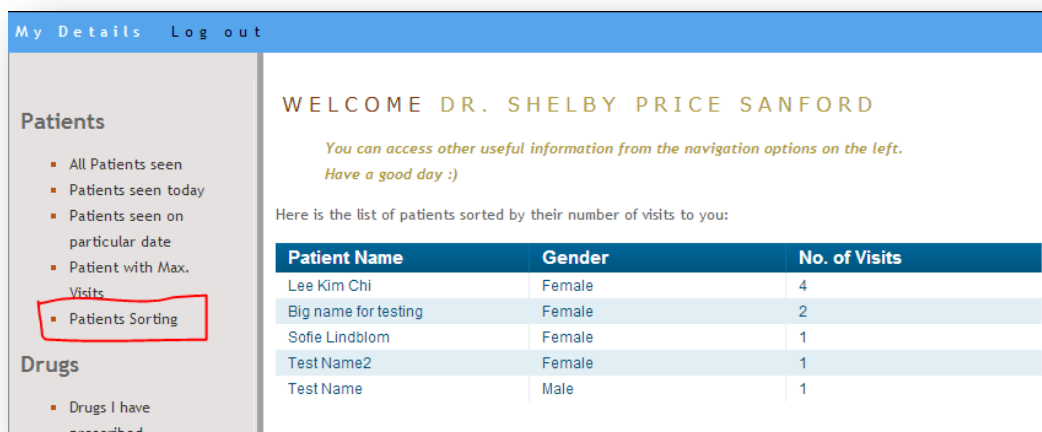 My Details Log out
Patients
All Patients seen
Patients seen today
Patients seen on
particular date
Patient with Max.
Visits
Patients Sorting
Drugs
Drugs I have
prescribed
WELCOME DR. SHELBY PRICE SANFORD
You can access other useful information from the navigation options on the left.
Have a good day :)
Here is the list of patients sorted by their number of visits to you:
Patient Name Gender No. of Visits
Lee Kim Chi Female 4
Big name for testing Female 2
Sofie Lindblom Female 1
Test Name2 Female 1
Test Name Male 1